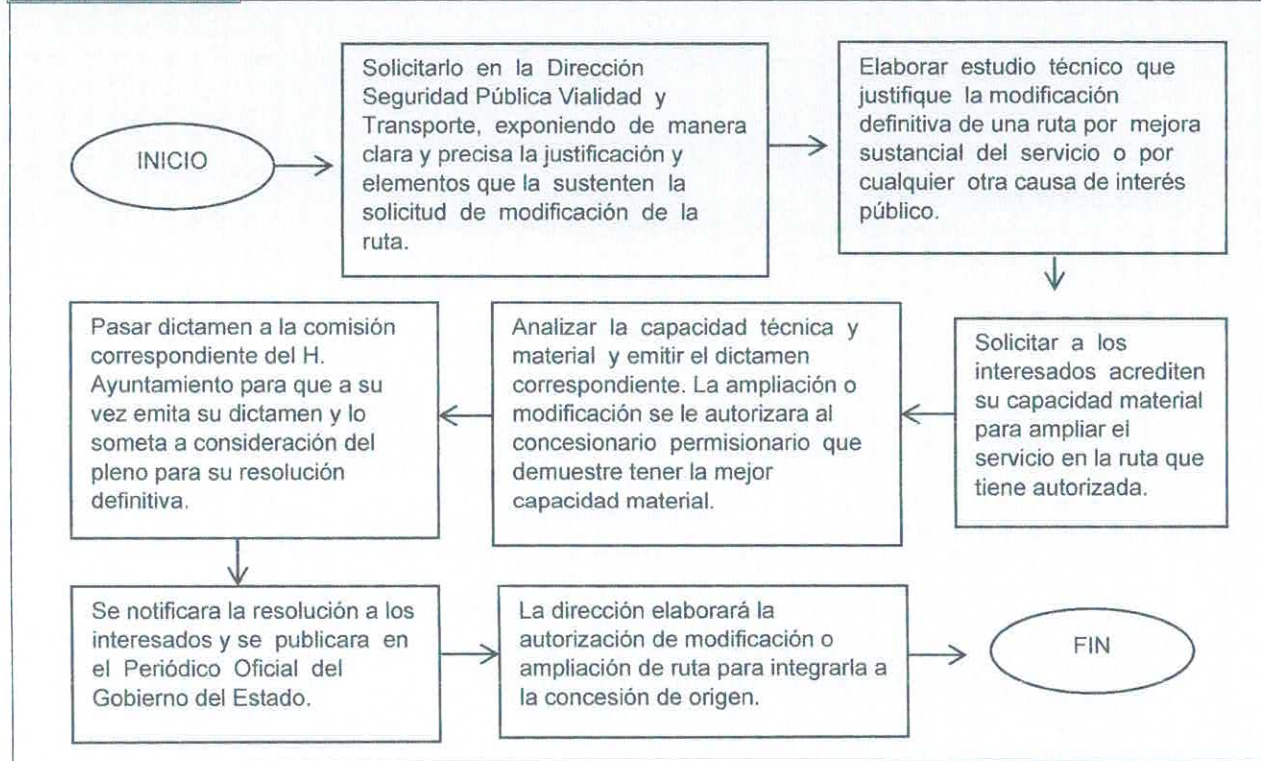 INICIO
Solicitarlo en la Dirección
Seguridad Pública Vialidad y
Transporte, exponiendo de manera
clara y precisa la justificación y
elementos que la sustenten la
solicitud de modificación de la
ruta.
Elaborar estudio técnico que
justifique la modificación
definitiva de una ruta por mejora
sustancial del servicio o por
cualquier otra causa de interés
público.
Solicitar a los
interesados acrediten
su capacidad material
para ampliar el
servicio en la ruta que
tiene autorizada.
Analizar la capacidad técnica y
material y emitir el dictamen
correspondiente. La ampliación o
modificación se le autorizara al
concesionario permisionario que
demuestre tener la mejor
capacidad material.
Pasar dictamen a la comisión
correspondiente del H.
Ayuntamiento para que a su
vez emita su dictamen y lo
someta a consideración del
pleno para su resolución
definitiva.
Se notificara la resolución a los
interesados y se publicara en
el Periódico Oficial del
Gobierno del Estado.
La dirección elaborará la
autorización de modificación o
ampliación de ruta para integrarla a
la concesión de origen.
FIN